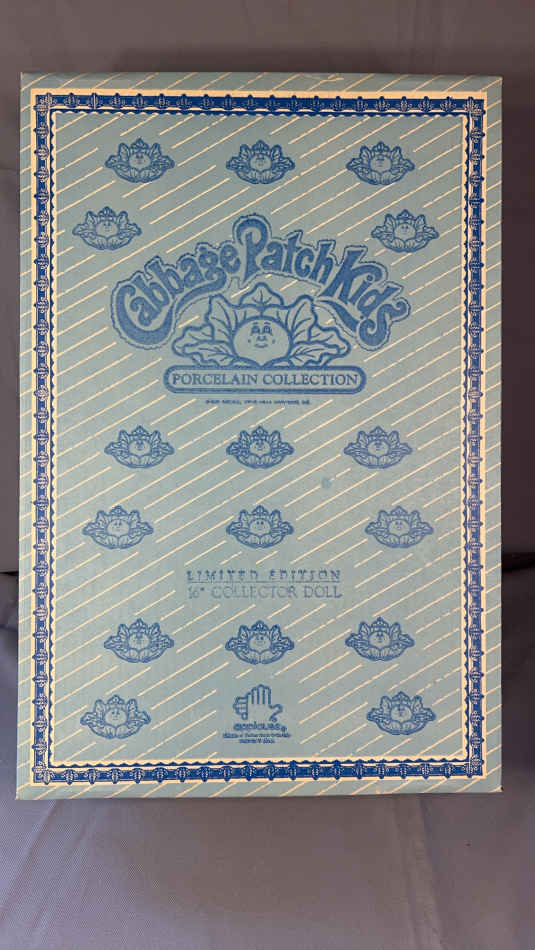 Cabbage Patch Kids
PORCELAIN COLLECTION
LIMITED EDITION
16" COLLECTOR DOLL
applause®